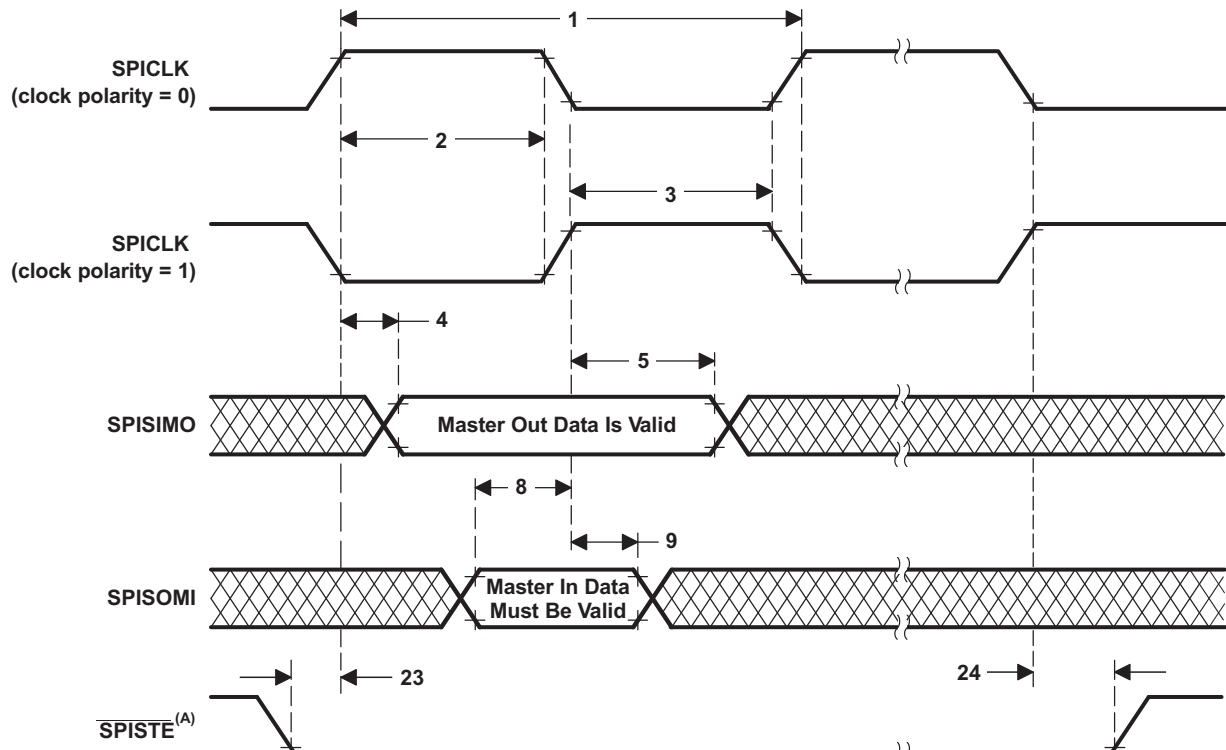 1
SPICLK
(clock polarity = 0)
2
3
SPICLK
(clock polarity = 1)
4
5
SPISIMO
Master Out Data Is Valid
8
9
SPISOMI
Master In Data
Must Be Valid
23
24
SPISTE(A)